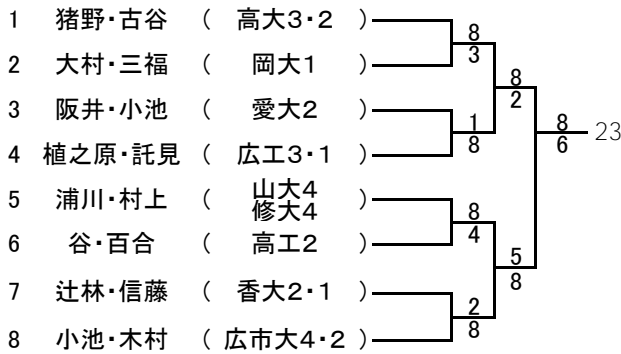 1 猪野・古谷 ( 高大3・2 )
8
3
2 大村・三福 ( 岡大1 )
8
2
3 阪井・小池 ( 愛大2 )
1
8
8
6
23
4 植之原・託見 ( 広工3・1 )
5 浦川・村上 ( 山大4
修大4 )
8
4
6 谷・百合 ( 高工2 )
5
8
7 辻林・信藤 ( 香大2・1 )
2
8
8 小池・木村 ( 広市大4・2 )